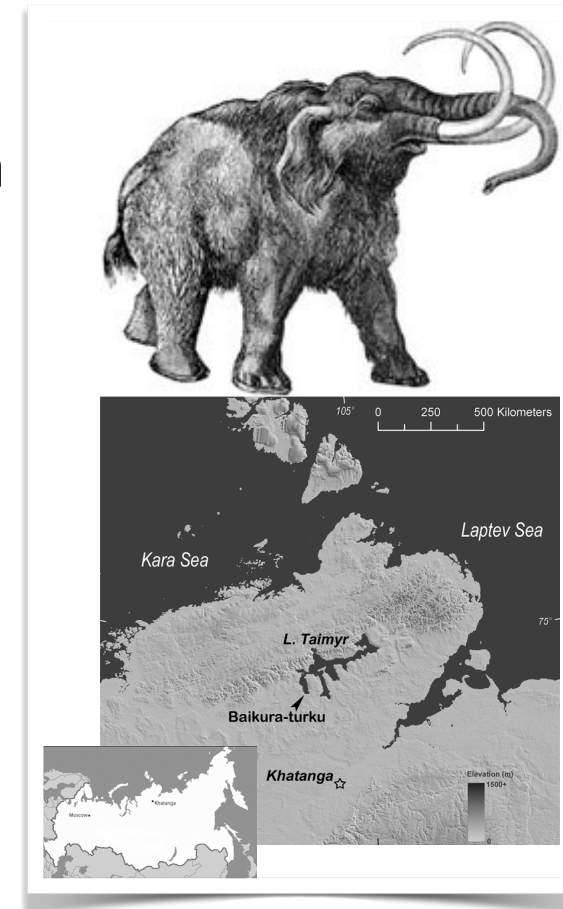 105° 0 250 500 Kilometers
Laptev Sea
Kara Sea
75°
L. Taimyr
Baikura-turku
Khatanga
Elevation (m)
1500+
0
Khatanga
Moscow